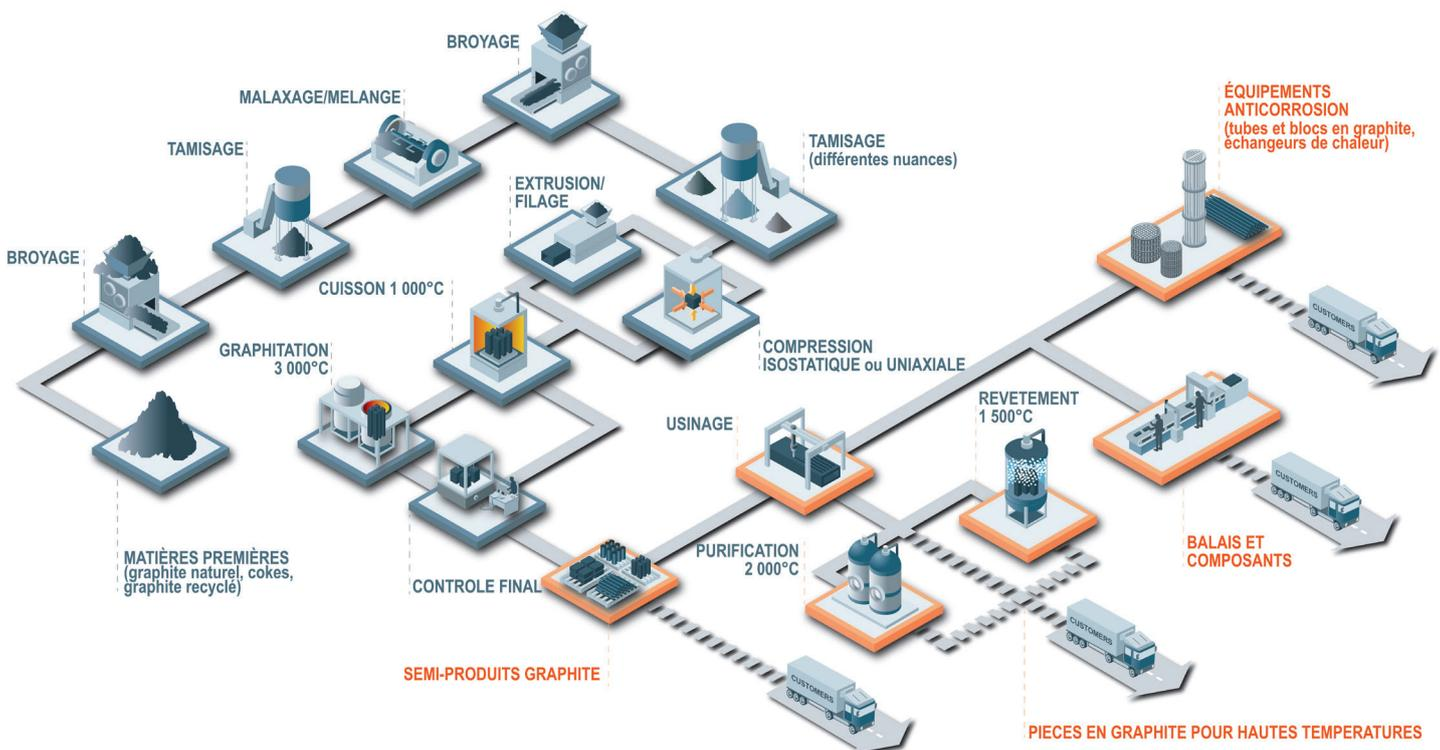 BROYAGE
MALAXAGE/MELANGE
TAMISAGE
BROYAGE
MATIÈRES PREMIÈRES
(graphite naturel, cokes,
graphite recyclé)
TAMISAGE
(différentes nuances)
EXTRUSION/
FILAGE
COMPRESSION
ISOSTATIQUE ou UNIAXIALE
CUISSON 1 000°C
GRAPHITATION
3 000°C
CONTROLE FINAL
SEMI-PRODUITS GRAPHITE
CUSTOMERS
USINAGE
PURIFICATION
2 000°C
REVETEMENT
1 500°C
PIECES EN GRAPHITE POUR HAUTES TEMPERATURES
CUSTOMERS
BALAIS ET
COMPOSANTS
CUSTOMERS
ÉQUIPEMENTS
ANTICORROSION
(tubes et blocs en graphite,
échangeurs de chaleur)
CUSTOMERS